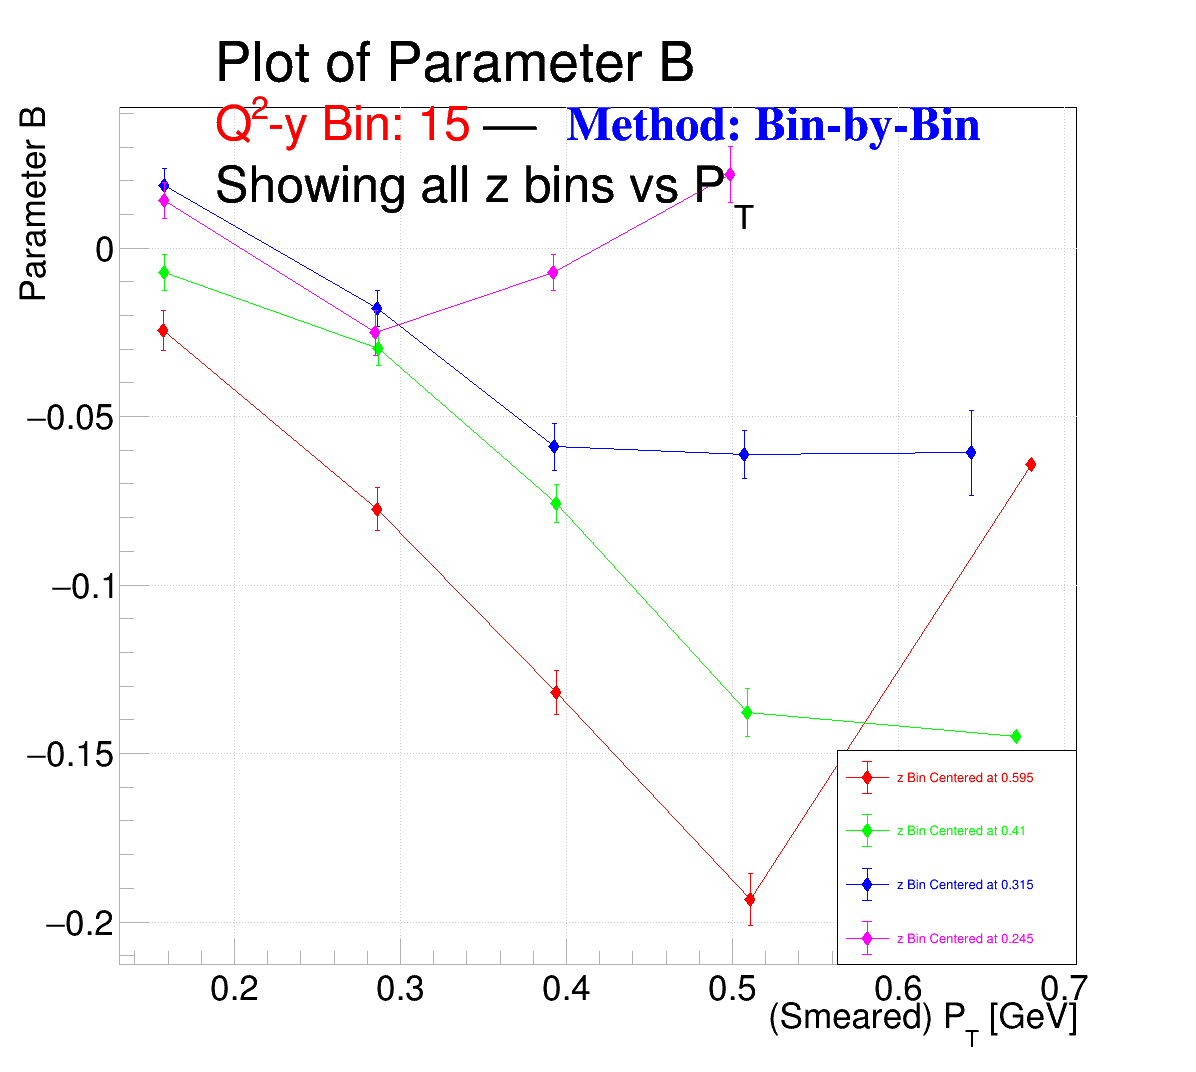 Plot of Parameter B
Q²-y Bin: 15 — Method: Bin-by-Bin
Showing all z bins vs P_T
Parameter B
0
−0.05
−0.1
−0.15
−0.2
z Bin Centered at 0.595
z Bin Centered at 0.41
z Bin Centered at 0.315
z Bin Centered at 0.245
0.2 0.3 0.4 0.5 0.6 0.7
(Smeared) P_T [GeV]